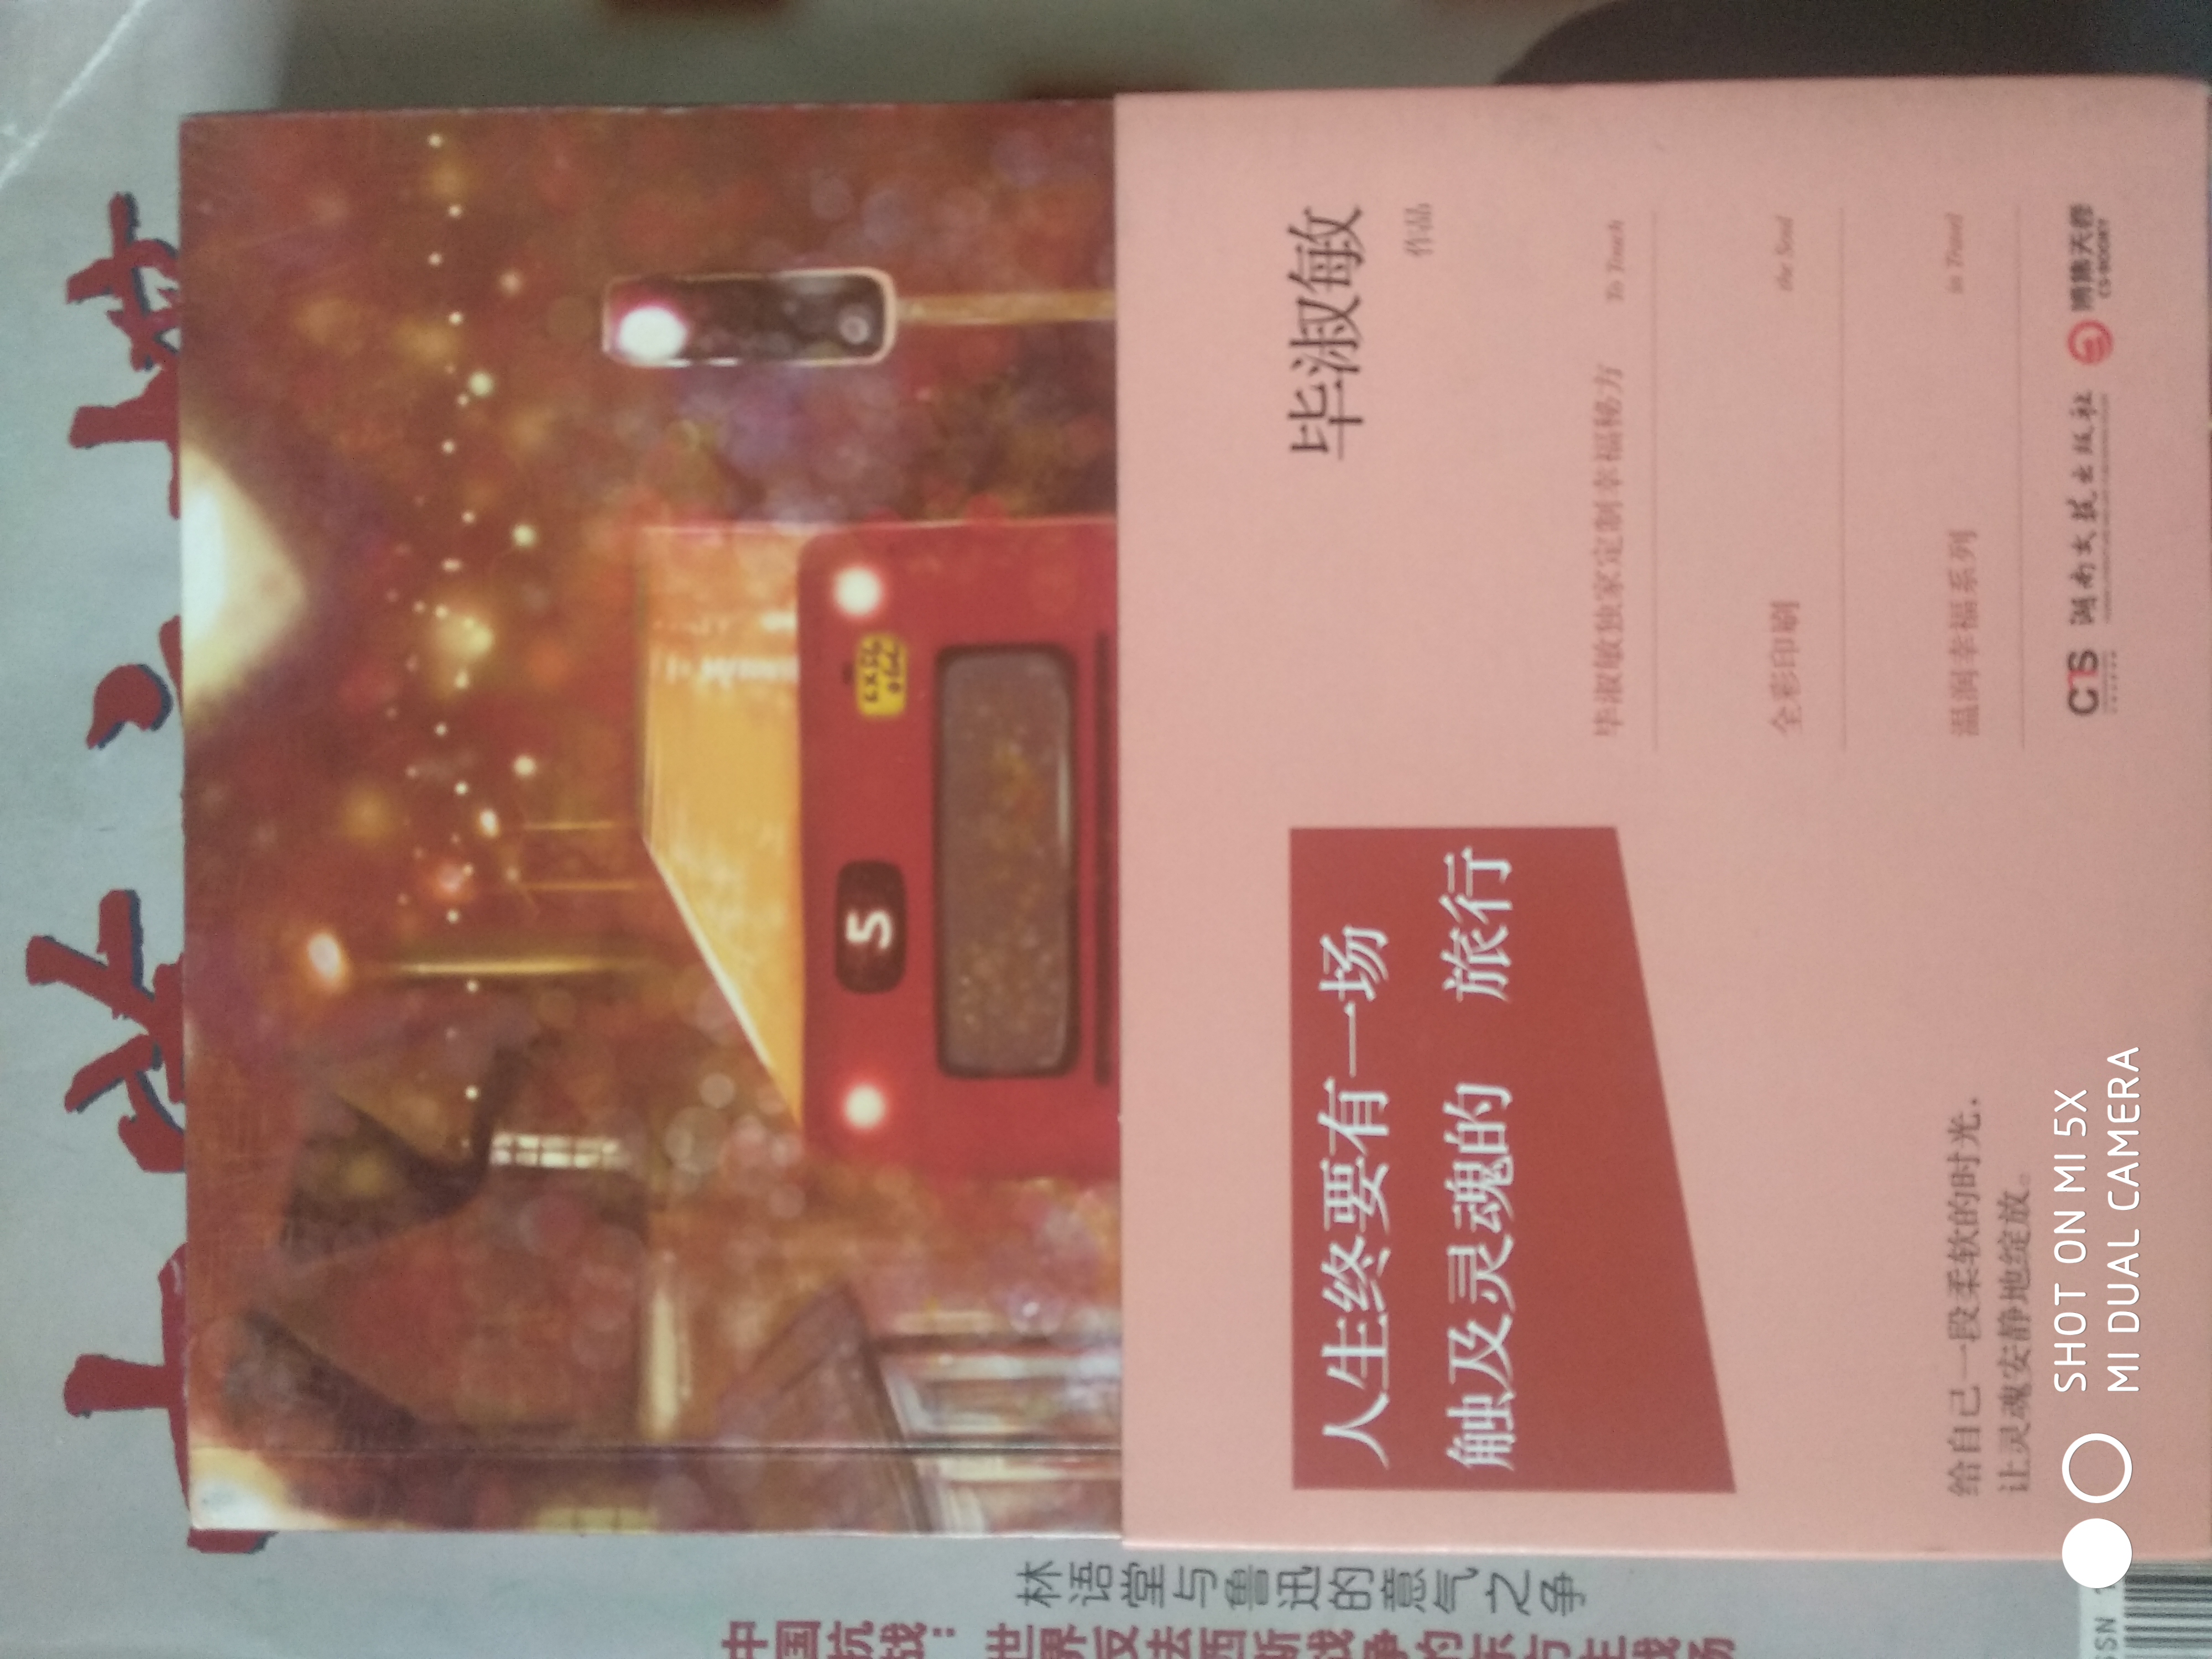 中国抗战：世界反法西斯战争的东方主战场
林语堂与鲁迅的意气之争
5
人生终要有一场
触及灵魂的 旅行
毕淑敏
作品
毕淑敏独家定制幸福秘方 To Touch
全彩印刷 the Soul
温润幸福系列 in Travel
给自己一段柔软的时光，
让灵魂安静地绽放。
湖南文艺出版社
博集天卷
CS-BOOKY
SHOT ON MI 5X
MI DUAL CAMERA